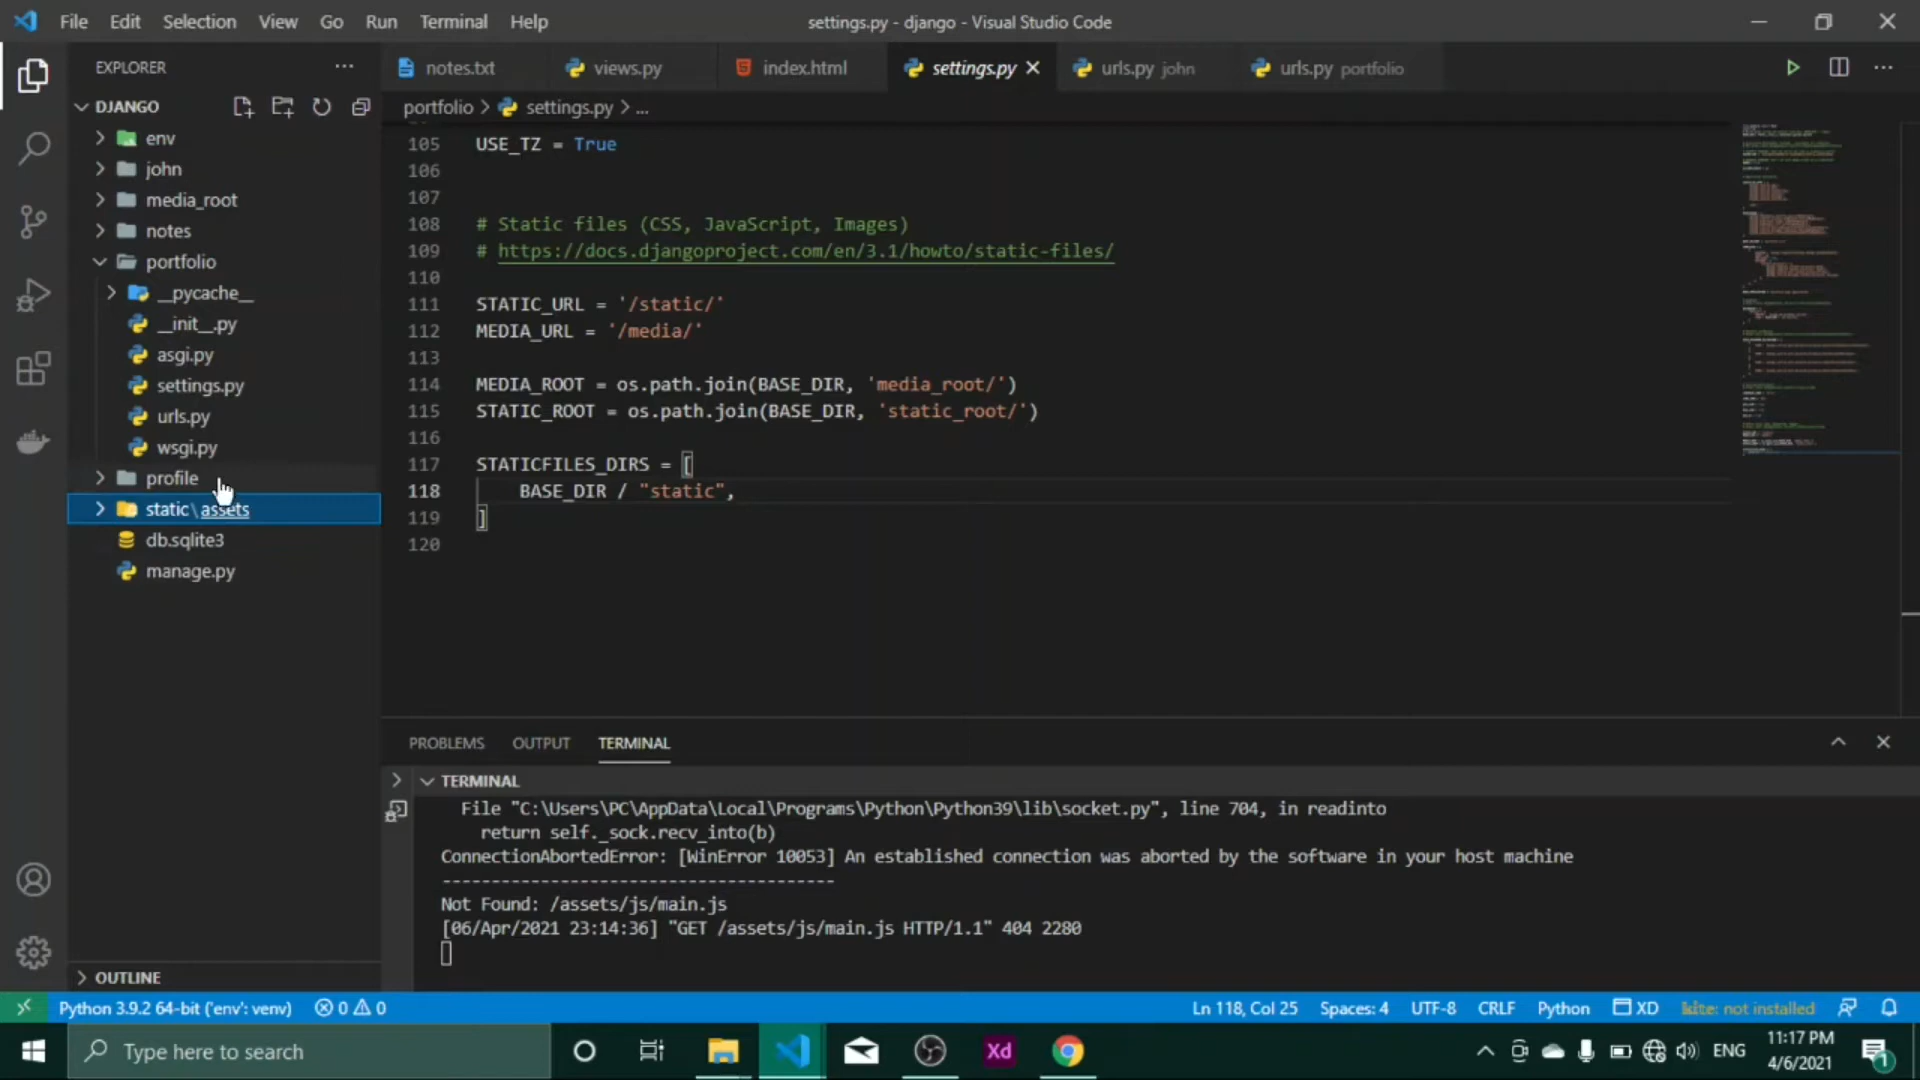 File Edit Selection View Go Run Terminal Help settings.py - django - Visual Studio Code
EXPLORER
notes.txt views.py index.html settings.py urls.py john urls.py portfolio
DJANGO
portfolio > settings.py > ...
env
john
media_root
notes
portfolio
__pycache__
__init__.py
asgi.py
settings.py
urls.py
wsgi.py
profile
static\assets
db.sqlite3
manage.py
OUTLINE
105 USE_TZ = True
106
107
108 # Static files (CSS, JavaScript, Images)
109 # https://docs.djangoproject.com/en/3.1/howto/static-files/
110
111 STATIC_URL = '/static/'
112 MEDIA_URL = '/media/'
113
114 MEDIA_ROOT = os.path.join(BASE_DIR, 'media_root/')
115 STATIC_ROOT = os.path.join(BASE_DIR, 'static_root/')
116
117 STATICFILES_DIRS = [
118 BASE_DIR / "static",
119 ]
120
PROBLEMS OUTPUT TERMINAL
TERMINAL
File "C:\Users\PC\AppData\Local\Programs\Python\Python39\lib\socket.py", line 704, in readinto
return self._sock.recv_into(b)
ConnectionAbortedError: [WinError 10053] An established connection was aborted by the software in your host machine
----------------------------------------
Not Found: /assets/js/main.js
[06/Apr/2021 23:14:36] "GET /assets/js/main.js HTTP/1.1" 404 2280
Python 3.9.2 64-bit ('env': venv) 0 0 Ln 118, Col 25 Spaces: 4 UTF-8 CRLF Python XD kite: not installed
Type here to search Xd ENG 11:17 PM
4/6/2021 1